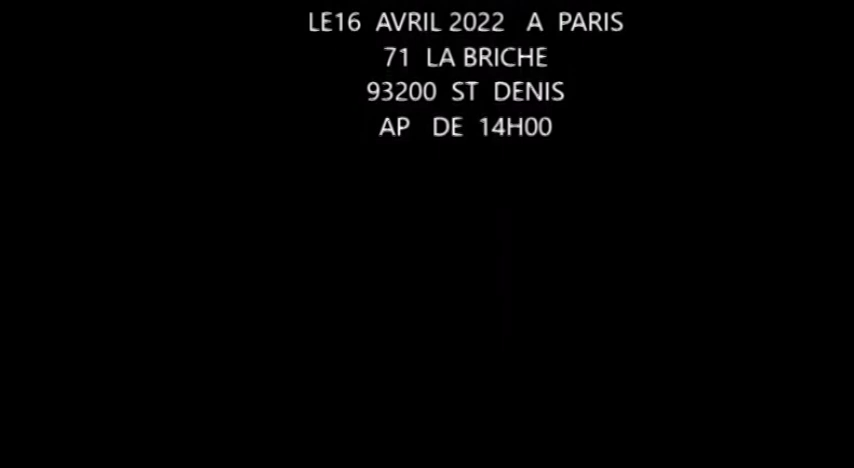 LE16 AVRIL 2022 A PARIS
71 LA BRICHE
93200 ST DENIS
AP DE 14H00